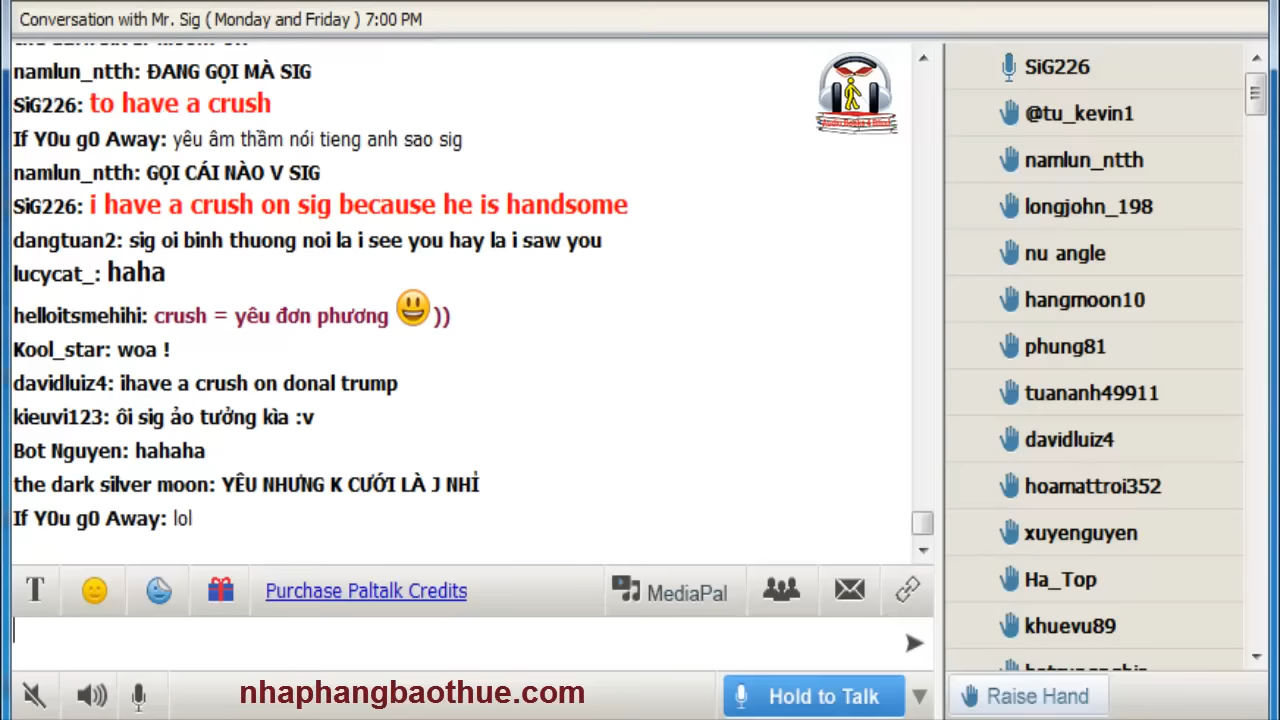 Conversation with Mr. Sig ( Monday and Friday ) 7:00 PM
namlun_ntth: ĐANG GỌI MÀ SIG
SiG226: to have a crush
If Y0u g0 Away: yêu âm thầm nói tieng anh sao sig
namlun_ntth: GỌI CÁI NÀO V SIG
SiG226: i have a crush on sig because he is handsome
dangtuan2: sig oi binh thuong noi la i see you hay la i saw you
lucycat_: haha
helloitsmehihi: crush = yêu đơn phương 😃 ))
Kool_star: woa !
davidluiz4: ihave a crush on donal trump
kieuvi123: ôi sig ảo tưởng kìa :v
Bot Nguyen: hahaha
the dark silver moon: YÊU NHƯNG K CƯỚI LÀ J NHỈ
If Y0u g0 Away: lol
T
Purchase Paltalk Credits
MediaPal
nhaphangbaothue.com
Hold to Talk
SiG226
@tu_kevin1
namlun_ntth
longjohn_198
nu angle
hangmoon10
phung81
tuananh49911
davidluiz4
hoamattroi352
xuyenguyen
Ha_Top
khuevu89
Raise Hand